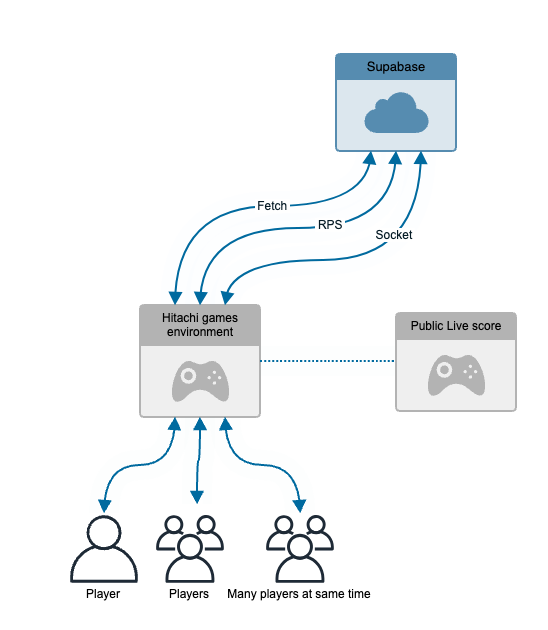 Supabase
Fetch
RPS
Socket
Hitachi games
environment
Public Live score
Player
Players
Many players at same time